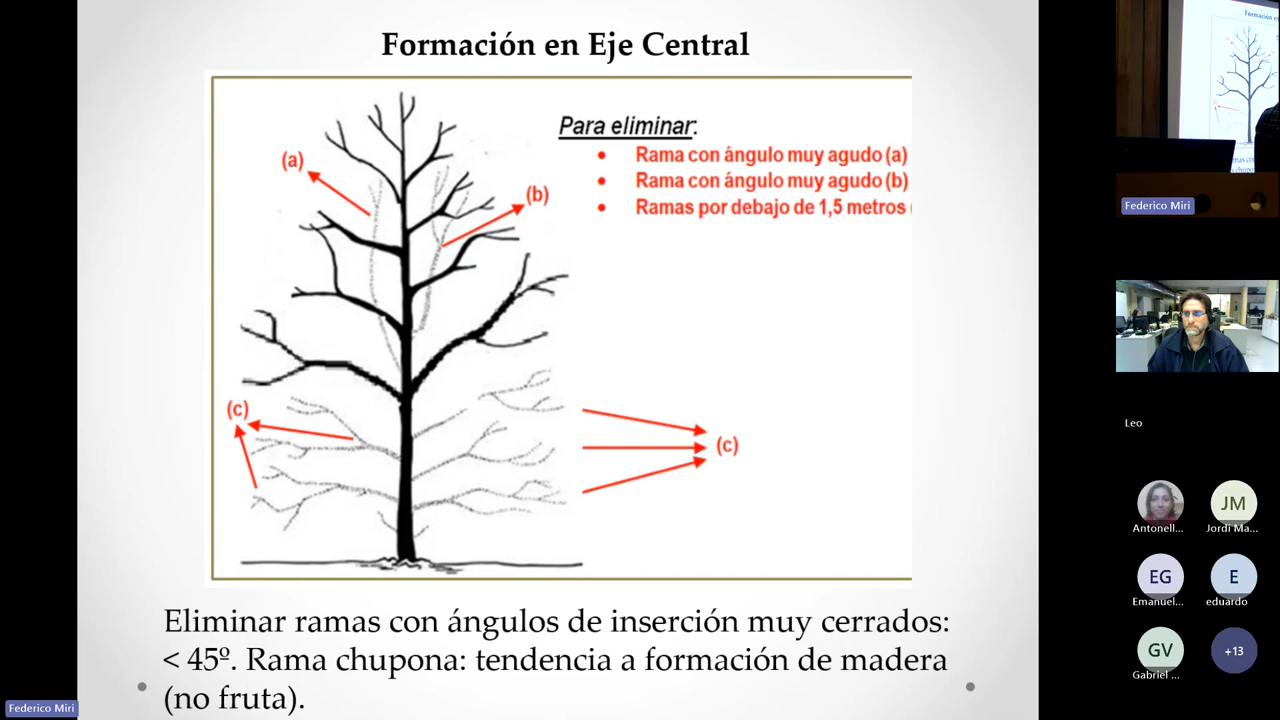 Formación en Eje Central
Para eliminar:
• Rama con ángulo muy agudo (a)
• Rama con ángulo muy agudo (b)
• Ramas por debajo de 1,5 metros (
(a)
(b)
(c)
(c)
Eliminar ramas con ángulos de inserción muy cerrados:
< 45º. Rama chupona: tendencia a formación de madera
(no fruta).
Federico Miri
Formación e
Federico Miri
Leo
Antonell...
JM
Jordi Ma...
EG
Emanuel...
E
eduardo
GV
Gabriel ...
+13